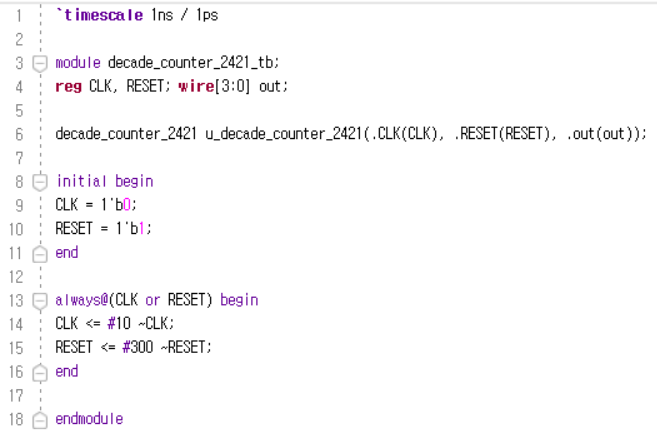 1 `timescale 1ns / 1ps
2
3 module decade_counter_2421_tb;
4 reg CLK, RESET; wire[3:0] out;
5
6 decade_counter_2421 u_decade_counter_2421(.CLK(CLK), .RESET(RESET), .out(out));
7
8 initial begin
9 CLK = 1'b0;
10 RESET = 1'b1;
11 end
12
13 always@(CLK or RESET) begin
14 CLK <= #10 ~CLK;
15 RESET <= #300 ~RESET;
16 end
17
18 endmodule